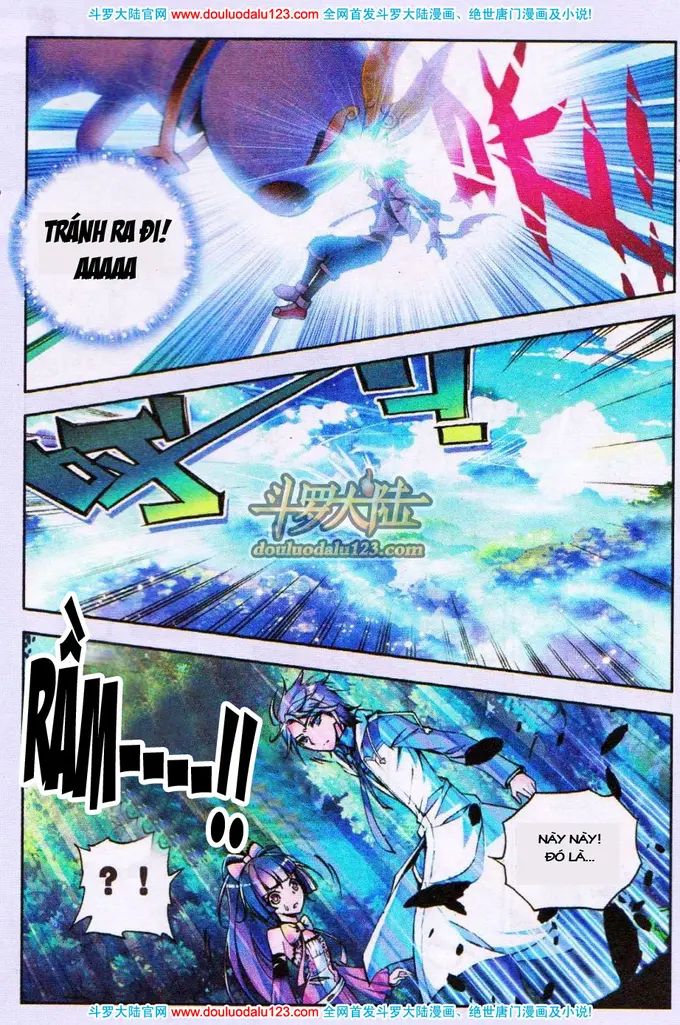 斗罗大陆官网 www.douluodalu123.com 全网首发斗罗大陆漫画、绝世唐门漫画及小说!
TRÁNH RA ĐI!
AAAAA
斗罗大陆
douluodalu123.com
RẦM.....!!
? !
NÀY NÀY!
ĐÓ LÀ...
斗罗大陆官网 www.douluodalu123.com 全网首发斗罗大陆漫画、绝世唐门漫画及小说!